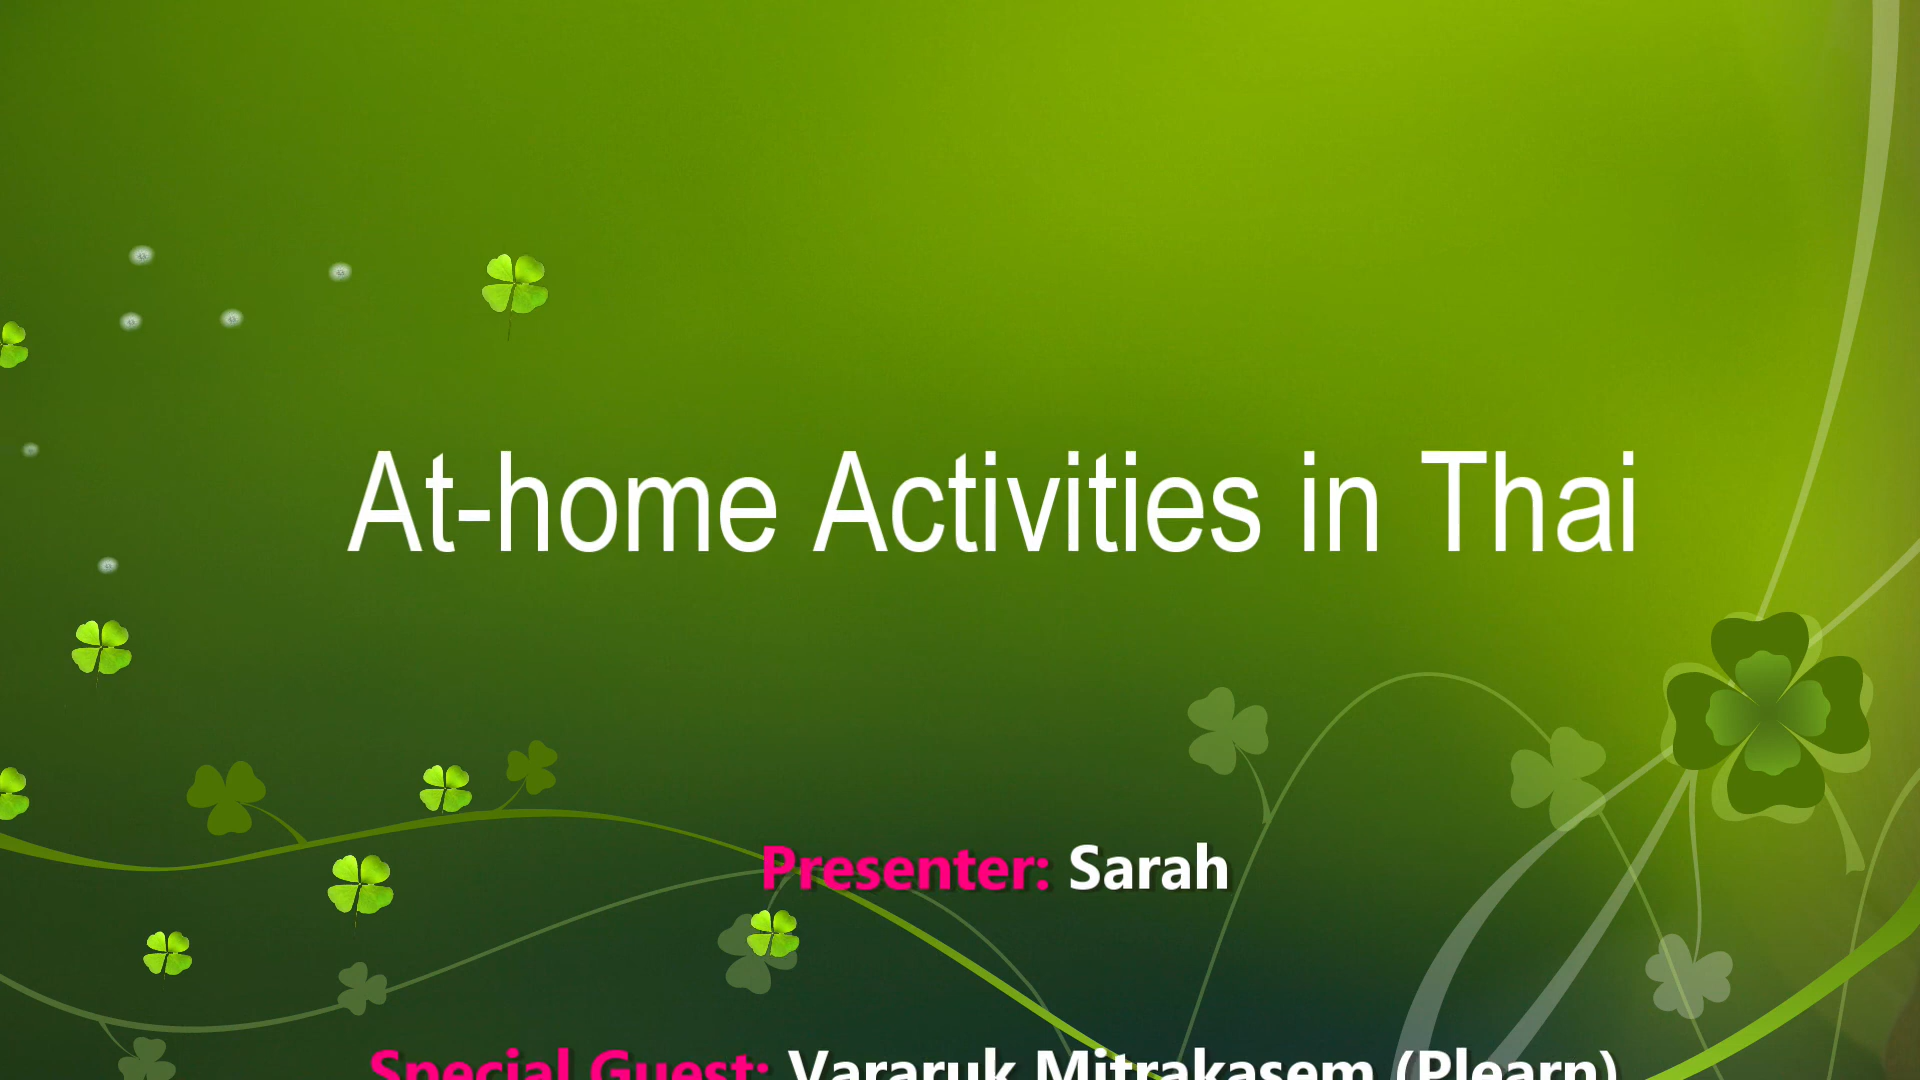 At-home Activities in Thai
Presenter: Sarah
Special Guest: Vararuk Mitrakasem (Plearn)